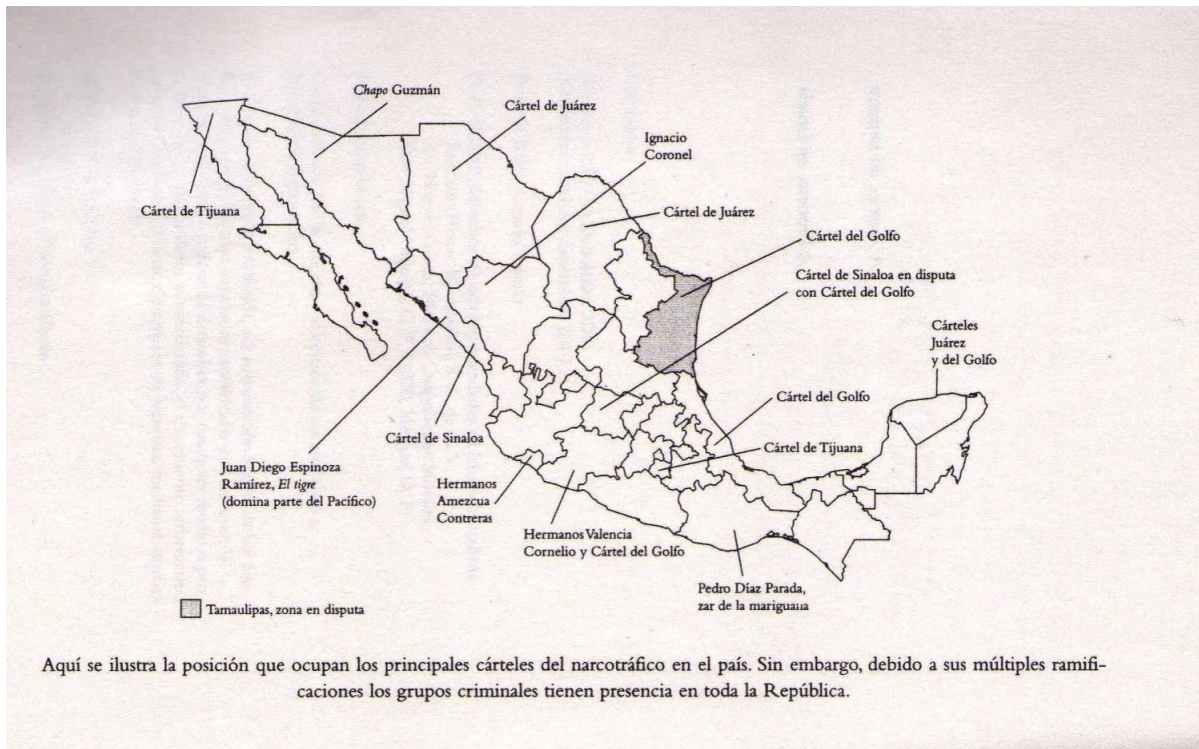 Chapo Guzmán
Cártel de Juárez
Ignacio
Coronel
Cártel de Tijuana
Cártel de Juárez
Cártel del Golfo
Cártel de Sinaloa en disputa
con Cártel del Golfo
Cárteles
Juárez
y del Golfo
Cártel del Golfo
Cártel de Sinaloa
Cártel de Tijuana
Juan Diego Espinoza
Ramírez, El tigre
(domina parte del Pacífico)
Hermanos
Amezcua
Contreras
Hermanos Valencia
Cornelio y Cártel del Golfo
Pedro Díaz Parada,
zar de la mariguana
Tamaulipas, zona en disputa
Aquí se ilustra la posición que ocupan los principales cárteles del narcotráfico en el país. Sin embargo, debido a sus múltiples ramifi-
caciones los grupos criminales tienen presencia en toda la República.